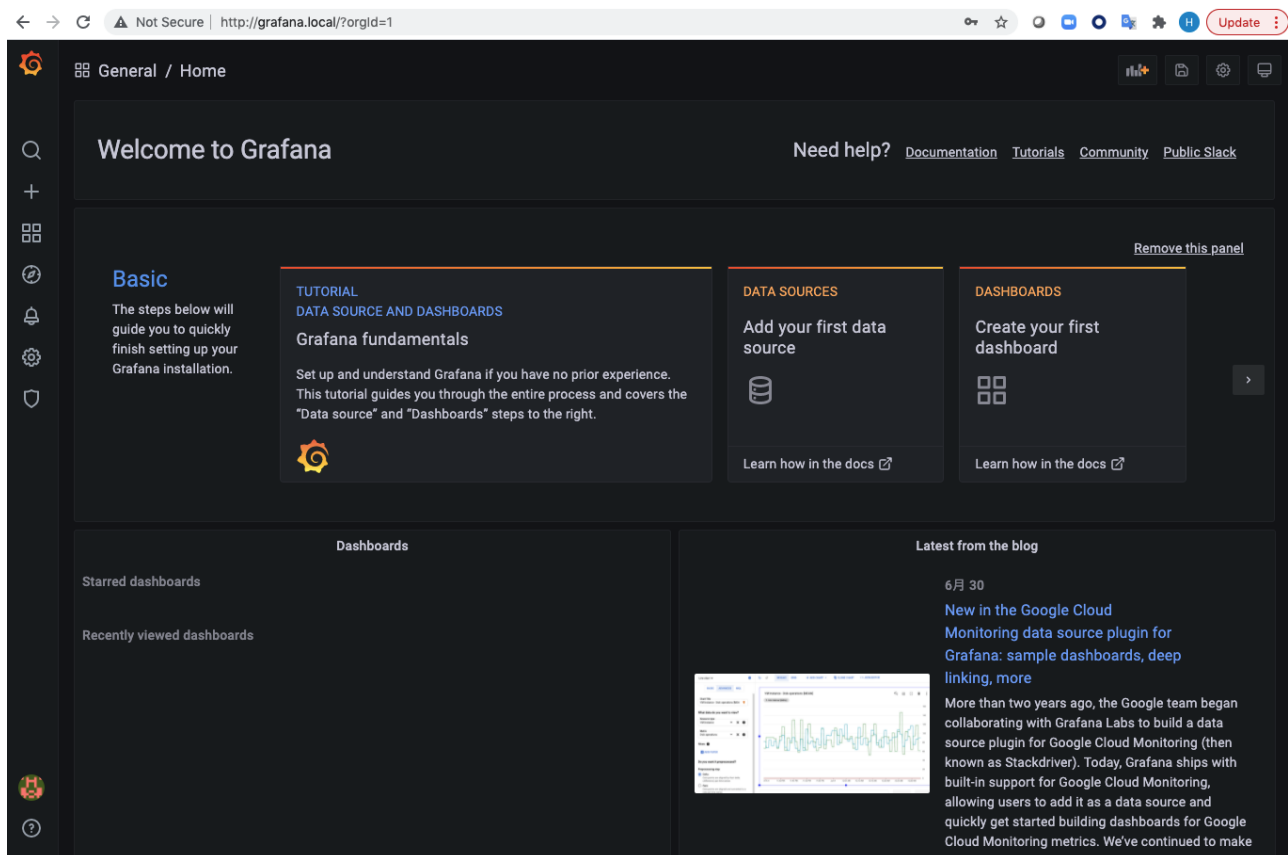 Not Secure | http://grafana.local/?orgId=1
H
Update
General / Home
Welcome to Grafana
Need help? Documentation Tutorials Community Public Slack
Remove this panel
Basic
The steps below will
guide you to quickly
finish setting up your
Grafana installation.
TUTORIAL
DATA SOURCE AND DASHBOARDS
Grafana fundamentals
Set up and understand Grafana if you have no prior experience.
This tutorial guides you through the entire process and covers the
“Data source” and “Dashboards” steps to the right.
DATA SOURCES
Add your first data
source
Learn how in the docs
DASHBOARDS
Create your first
dashboard
Learn how in the docs
Dashboards
Starred dashboards
Recently viewed dashboards
Latest from the blog
6月 30
New in the Google Cloud
Monitoring data source plugin for
Grafana: sample dashboards, deep
linking, more
More than two years ago, the Google team began
collaborating with Grafana Labs to build a data
source plugin for Google Cloud Monitoring (then
known as Stackdriver). Today, Grafana ships with
built-in support for Google Cloud Monitoring,
allowing users to add it as a data source and
quickly get started building dashboards for Google
Cloud Monitoring metrics. We’ve continued to make